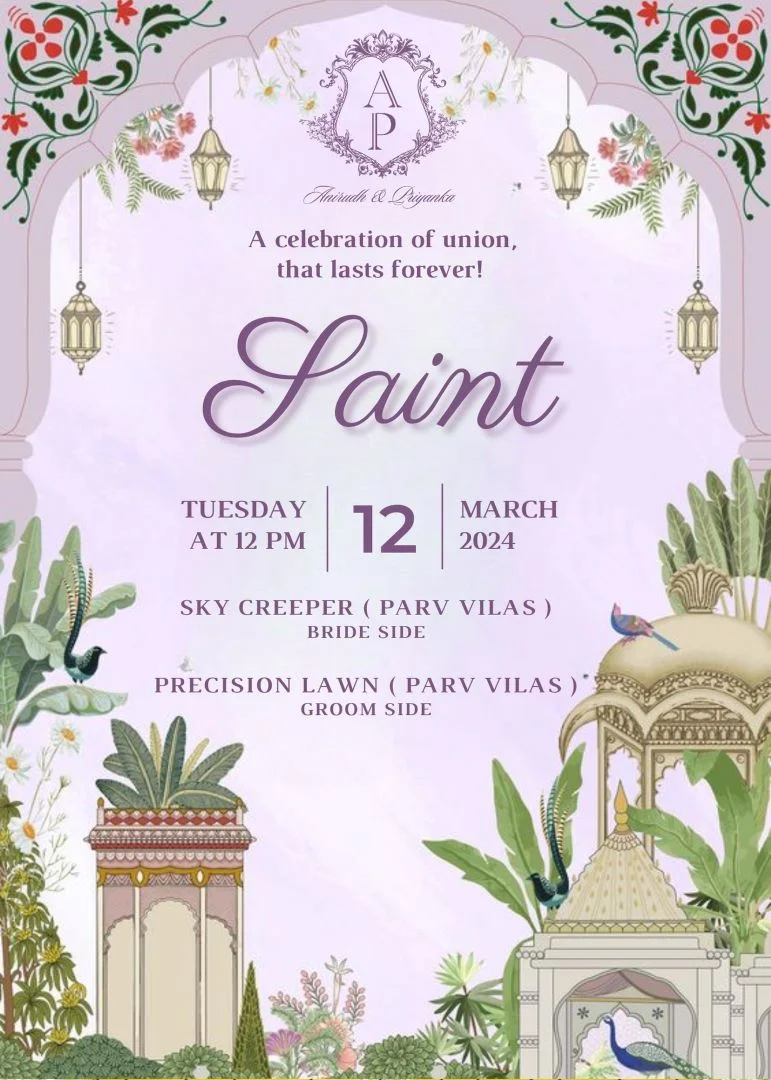 A
P
Anirudh & Priyanka
A celebration of union,
that lasts forever!
Saint
TUESDAY
AT 12 PM
12
MARCH
2024
SKY CREEPER ( PARV VILAS )
BRIDE SIDE
PRECISION LAWN ( PARV VILAS )
GROOM SIDE